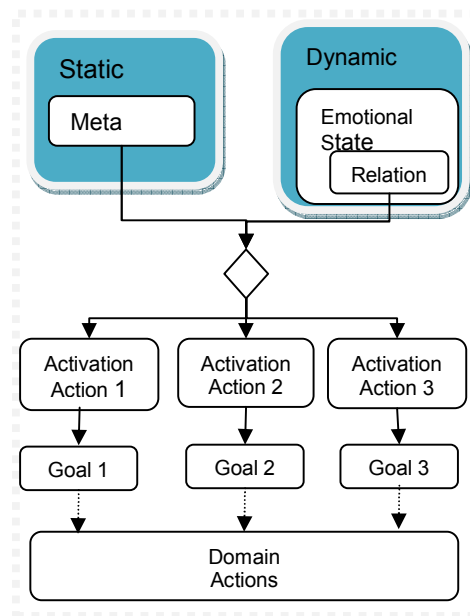 Static
Meta
Dynamic
Emotional
State
Relation
Activation
Action 1
Activation
Action 2
Activation
Action 3
Goal 1
Goal 2
Goal 3
Domain
Actions